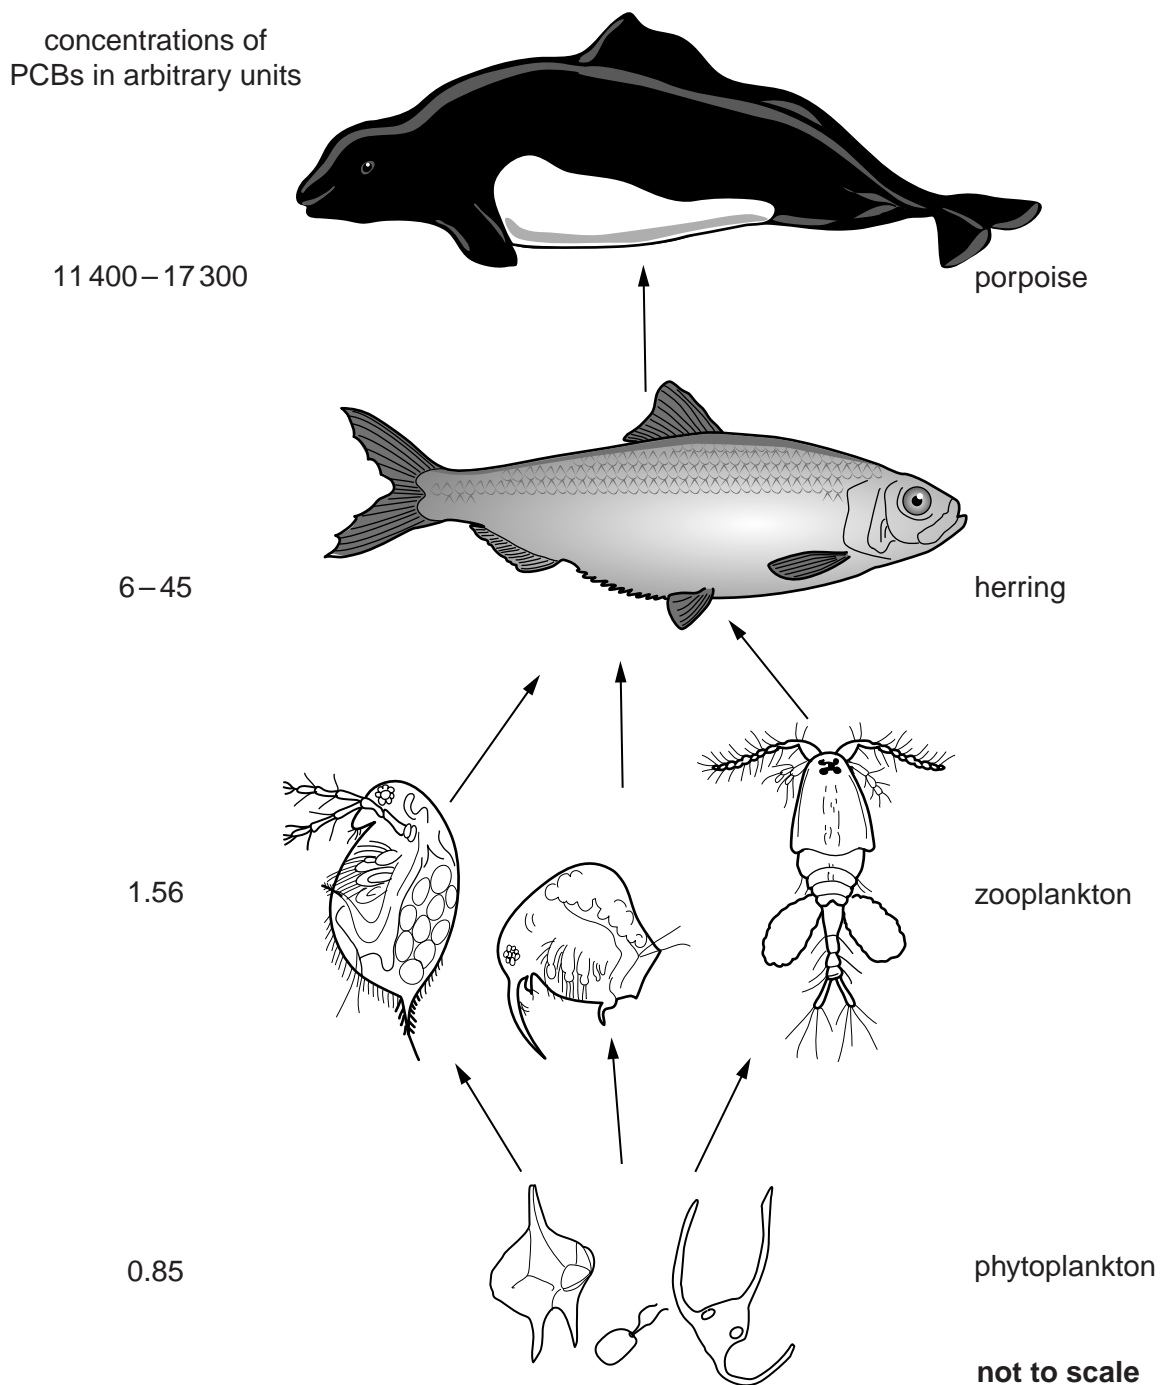 concentrations of
PCBs in arbitrary units
11 400 – 17 300
porpoise
6 – 45
herring
1.56
zooplankton
0.85
phytoplankton
not to scale